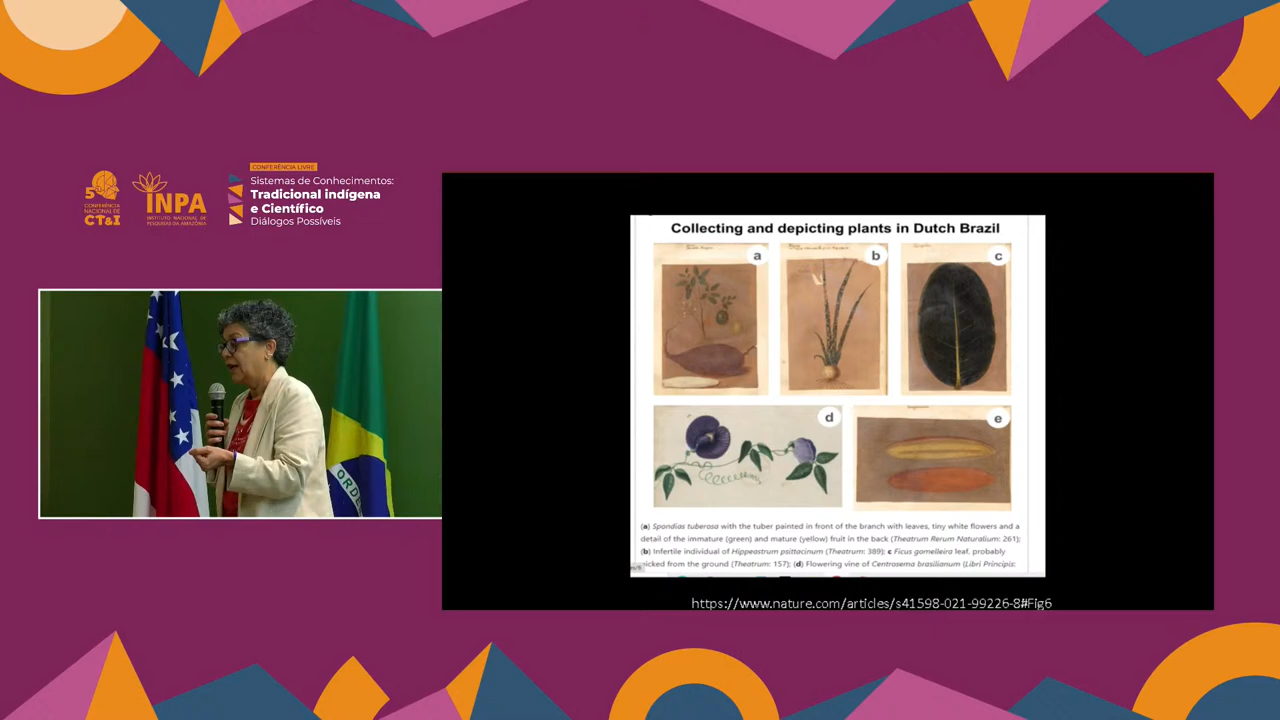 5
CONFERÊNCIA
NACIONAL DE
CT&I
INPA
INSTITUTO NACIONAL DE
PESQUISAS DA AMAZÔNIA
CONFERÊNCIA LIVRE
Sistemas de Conhecimentos:
Tradicional indígena
e Científico
Diálogos Possíveis
ORDE
Collecting and depicting plants in Dutch Brazil
a
b
c
d
e
(a) Spondias tuberosa with the tuber painted in front of the branch with leaves, tiny white flowers and a
detail of the immature (green) and mature (yellow) fruit in the back (Theatrum Rerum Naturalium: 261);
(b) Infertile individual of Hippeastrum psittacinum (Theatrum: 389); c Ficus gomelleira leaf, probably
picked from the ground (Theatrum: 157); (d) Flowering vine of Centrosema brasilianum (Libri Principis:
https://www.nature.com/articles/s41598-021-99226-8#Fig6